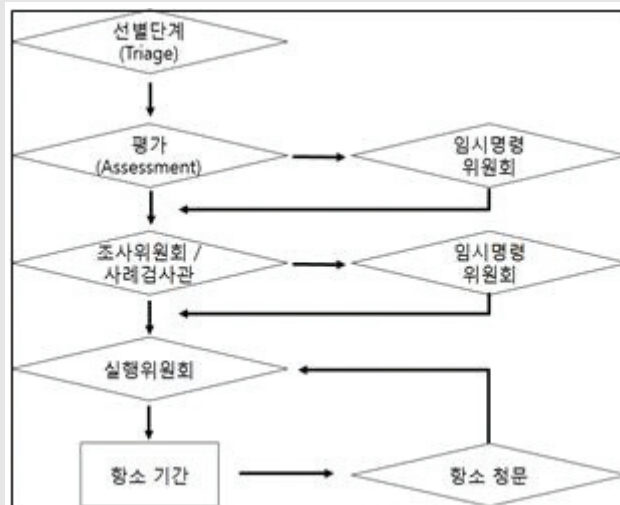 선별단계
(Triage)
평가
(Assessment)
임시명령
위원회
조사위원회 /
사례검사관
임시명령
위원회
실행위원회
항소 기간
항소 청문